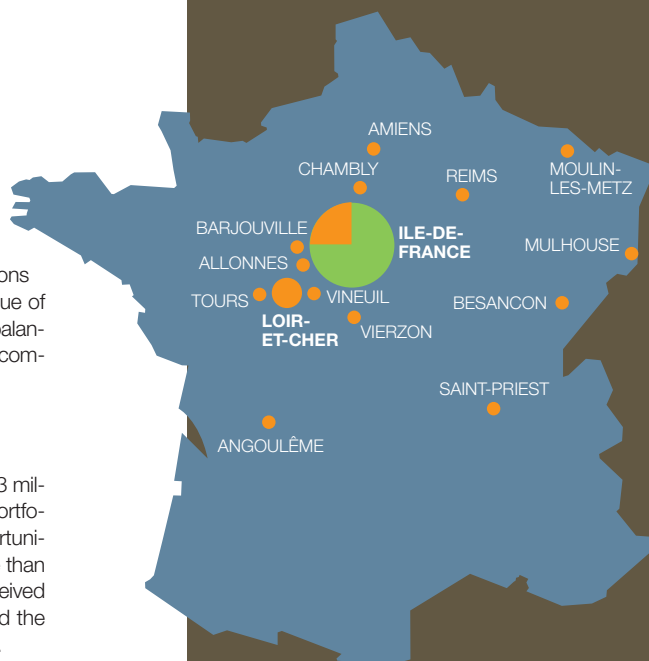 ons
ue of
balan-
com-
3 mil-
ortfo-
rtuni-
than
eived
d the
AMIENS
CHAMBLY
REIMS
MOULIN-
LES-METZ
BARJOUVILLE
ILE-DE-
FRANCE
MULHOUSE
ALLONNES
TOURS
VINEUIL
BESANCON
LOIR-
ET-CHER
VIERZON
SAINT-PRIEST
ANGOULÊME